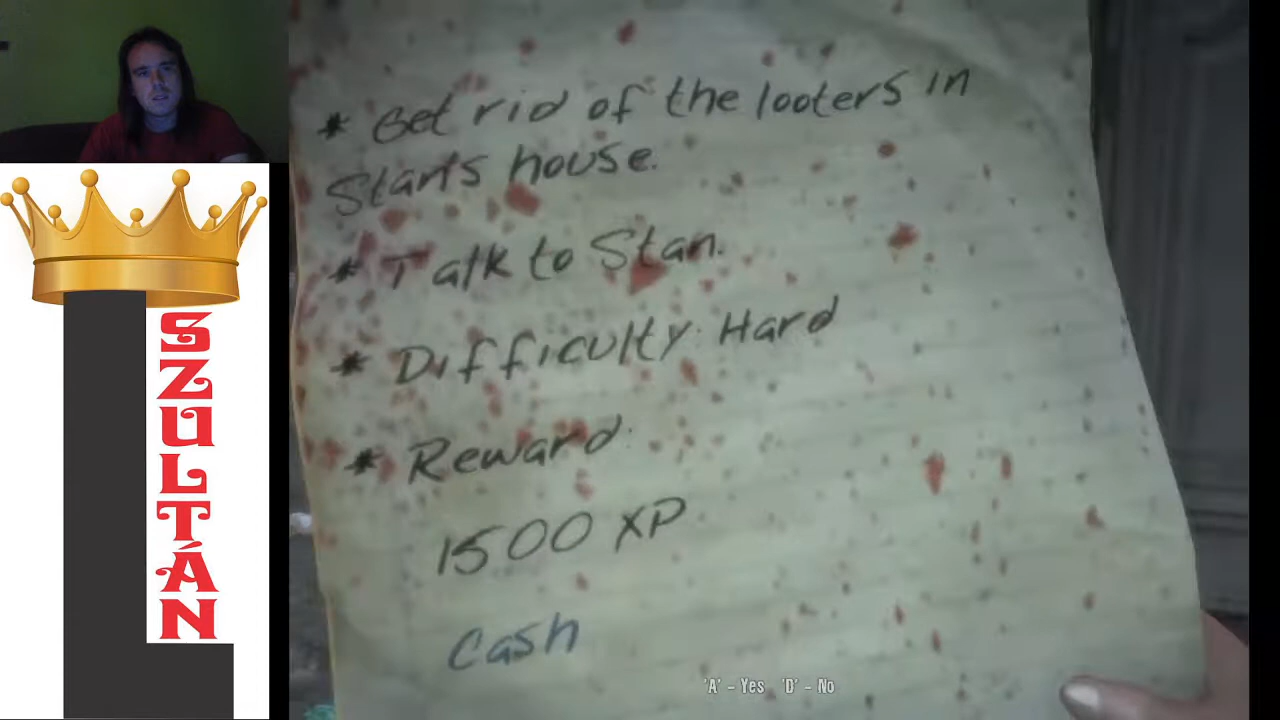 * Get rid of the looters in
Stan's house.
* Talk to Stan.
* Difficulty: Hard
* Reward:
1500 XP
Cash
'A' - Yes 'D' - No
L
SZULTÁN